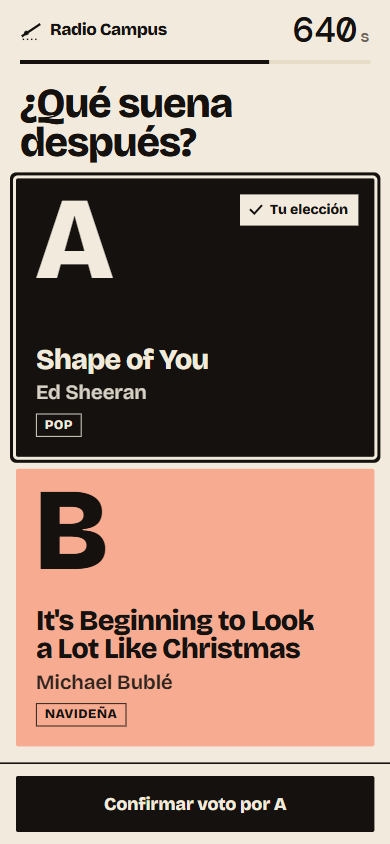 Radio Campus
640 s
¿Qué suena
después?
A
Tu elección
Shape of You
Ed Sheeran
POP
B
It's Beginning to Look
a Lot Like Christmas
Michael Bublé
NAVIDEÑA
Confirmar voto por A